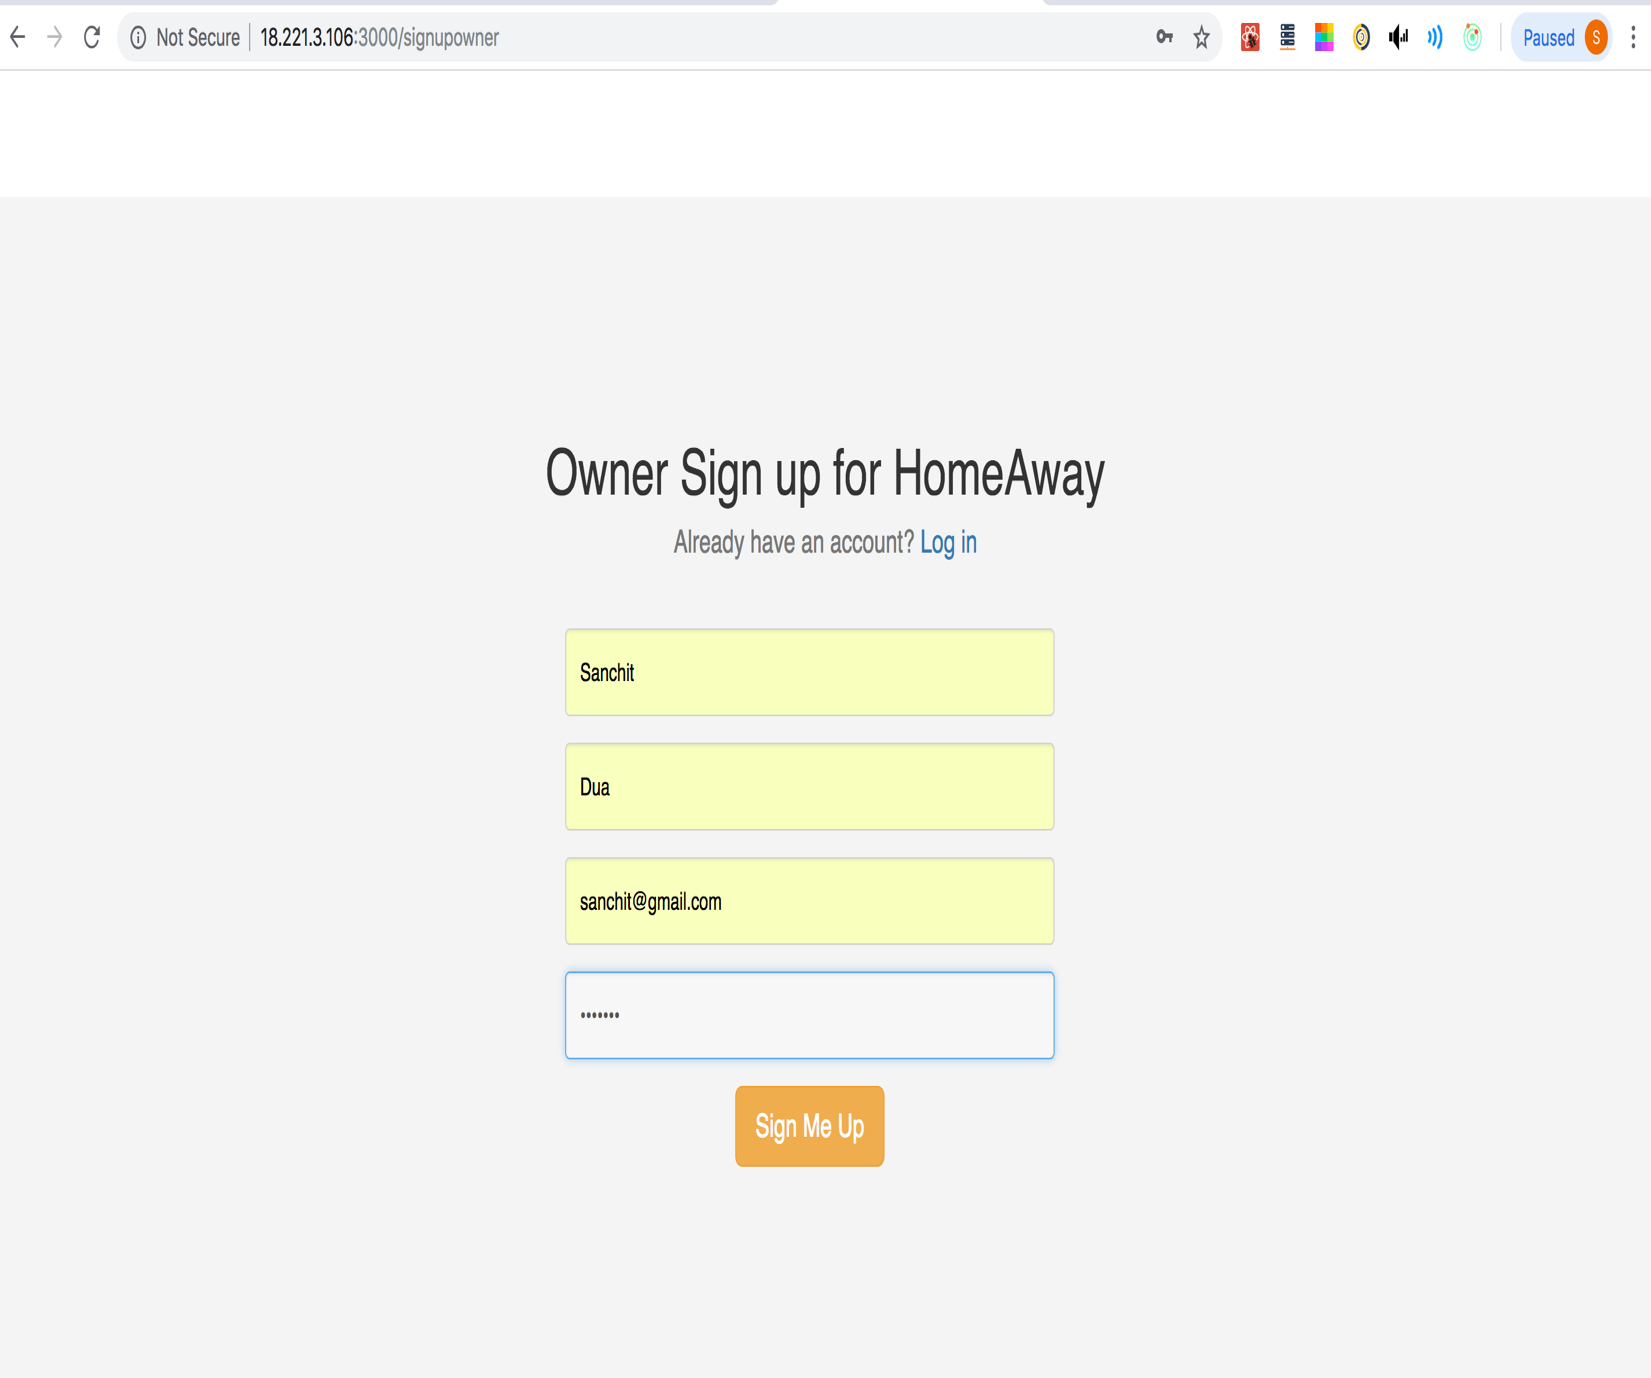 Not Secure 18.221.3.106:3000/signupowner Paused S
Owner Sign up for HomeAway
Already have an account? Log in
Sanchit
Dua
sanchit@gmail.com
•••••••
Sign Me Up